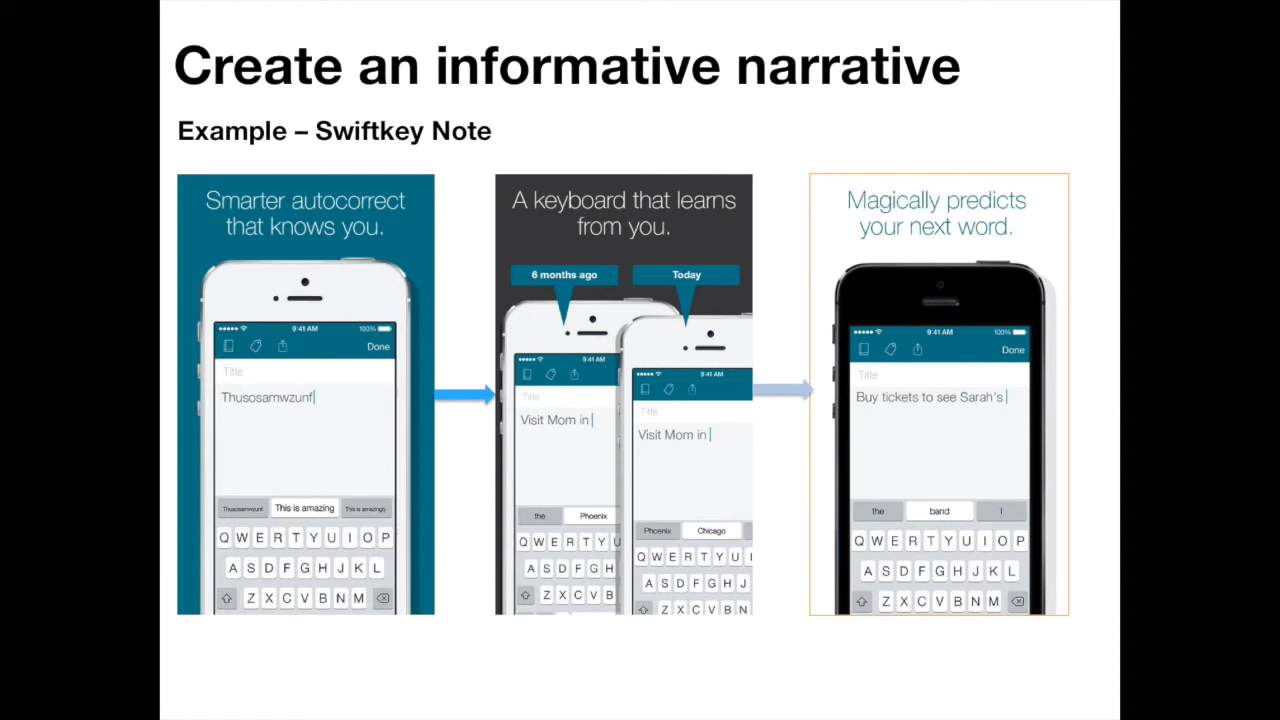 Create an informative narrative
Example – Swiftkey Note
Smarter autocorrect
that knows you.
9:41 AM
100%
Done
Title
Thusosamwzunf
Thusosamwzunf This is amazing This is amazingly
Q W E R T Y U I O P
A S D F G H J K L
Z X C V B N M
A keyboard that learns
from you.
6 months ago
Today
9:41 AM
Title
Visit Mom in
the Phoenix
Q W E R T Y U
A S D F G H
Z X C V B
9:41 AM
Title
Visit Mom in
Phoenix Chicago
Q W E R T Y U I
A S D F G H J
Z X C V B N
Magically predicts
your next word.
9:41 AM
100%
Done
Title
Buy tickets to see Sarah's
the band I
Q W E R T Y U I O P
A S D F G H J K L
Z X C V B N M